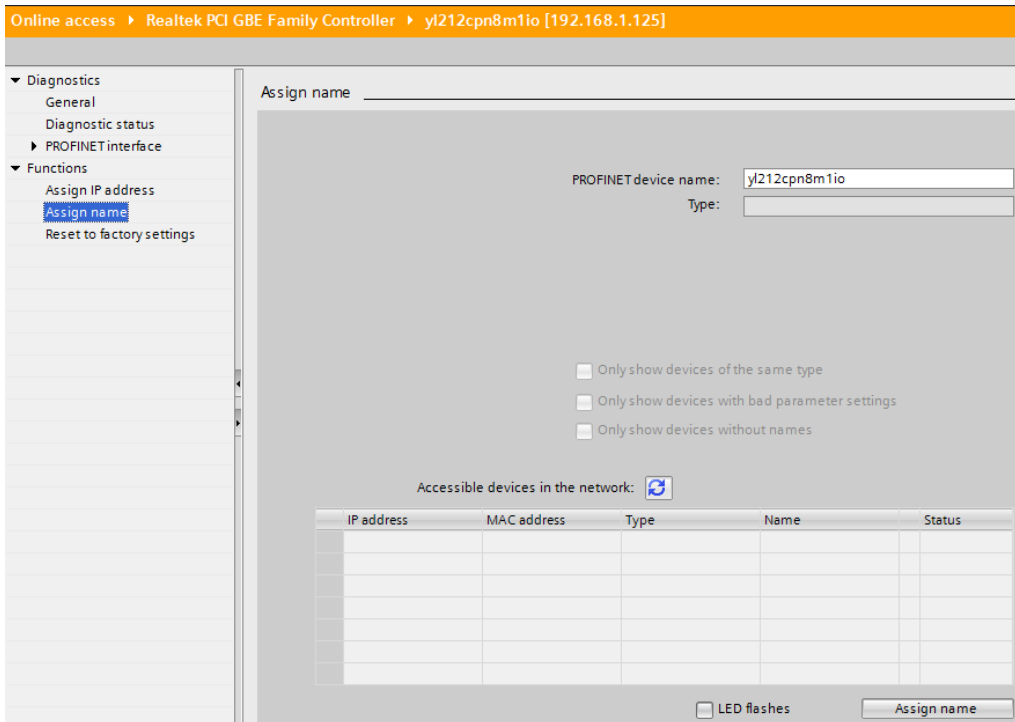 Online access ▸ Realtek PCI GBE Family Controller ▸ yl212cpn8m1io [192.168.1.125]
Diagnostics
General
Diagnostic status
PROFINET interface
Functions
Assign IP address
Assign name
Reset to factory settings
Assign name
PROFINET device name: yl212cpn8m1io
Type:
Only show devices of the same type
Only show devices with bad parameter settings
Only show devices without names
Accessible devices in the network:
IP address MAC address Type Name Status
LED flashes Assign name